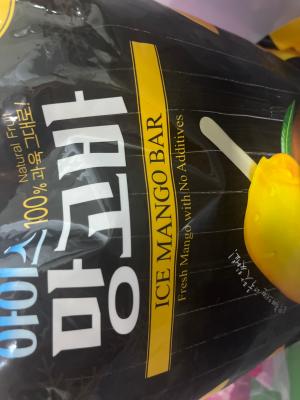 Natural Fruit
100% 과육 그대로!
아이스
망고바
ICE MANGO BAR
Fresh Mango with No Additives